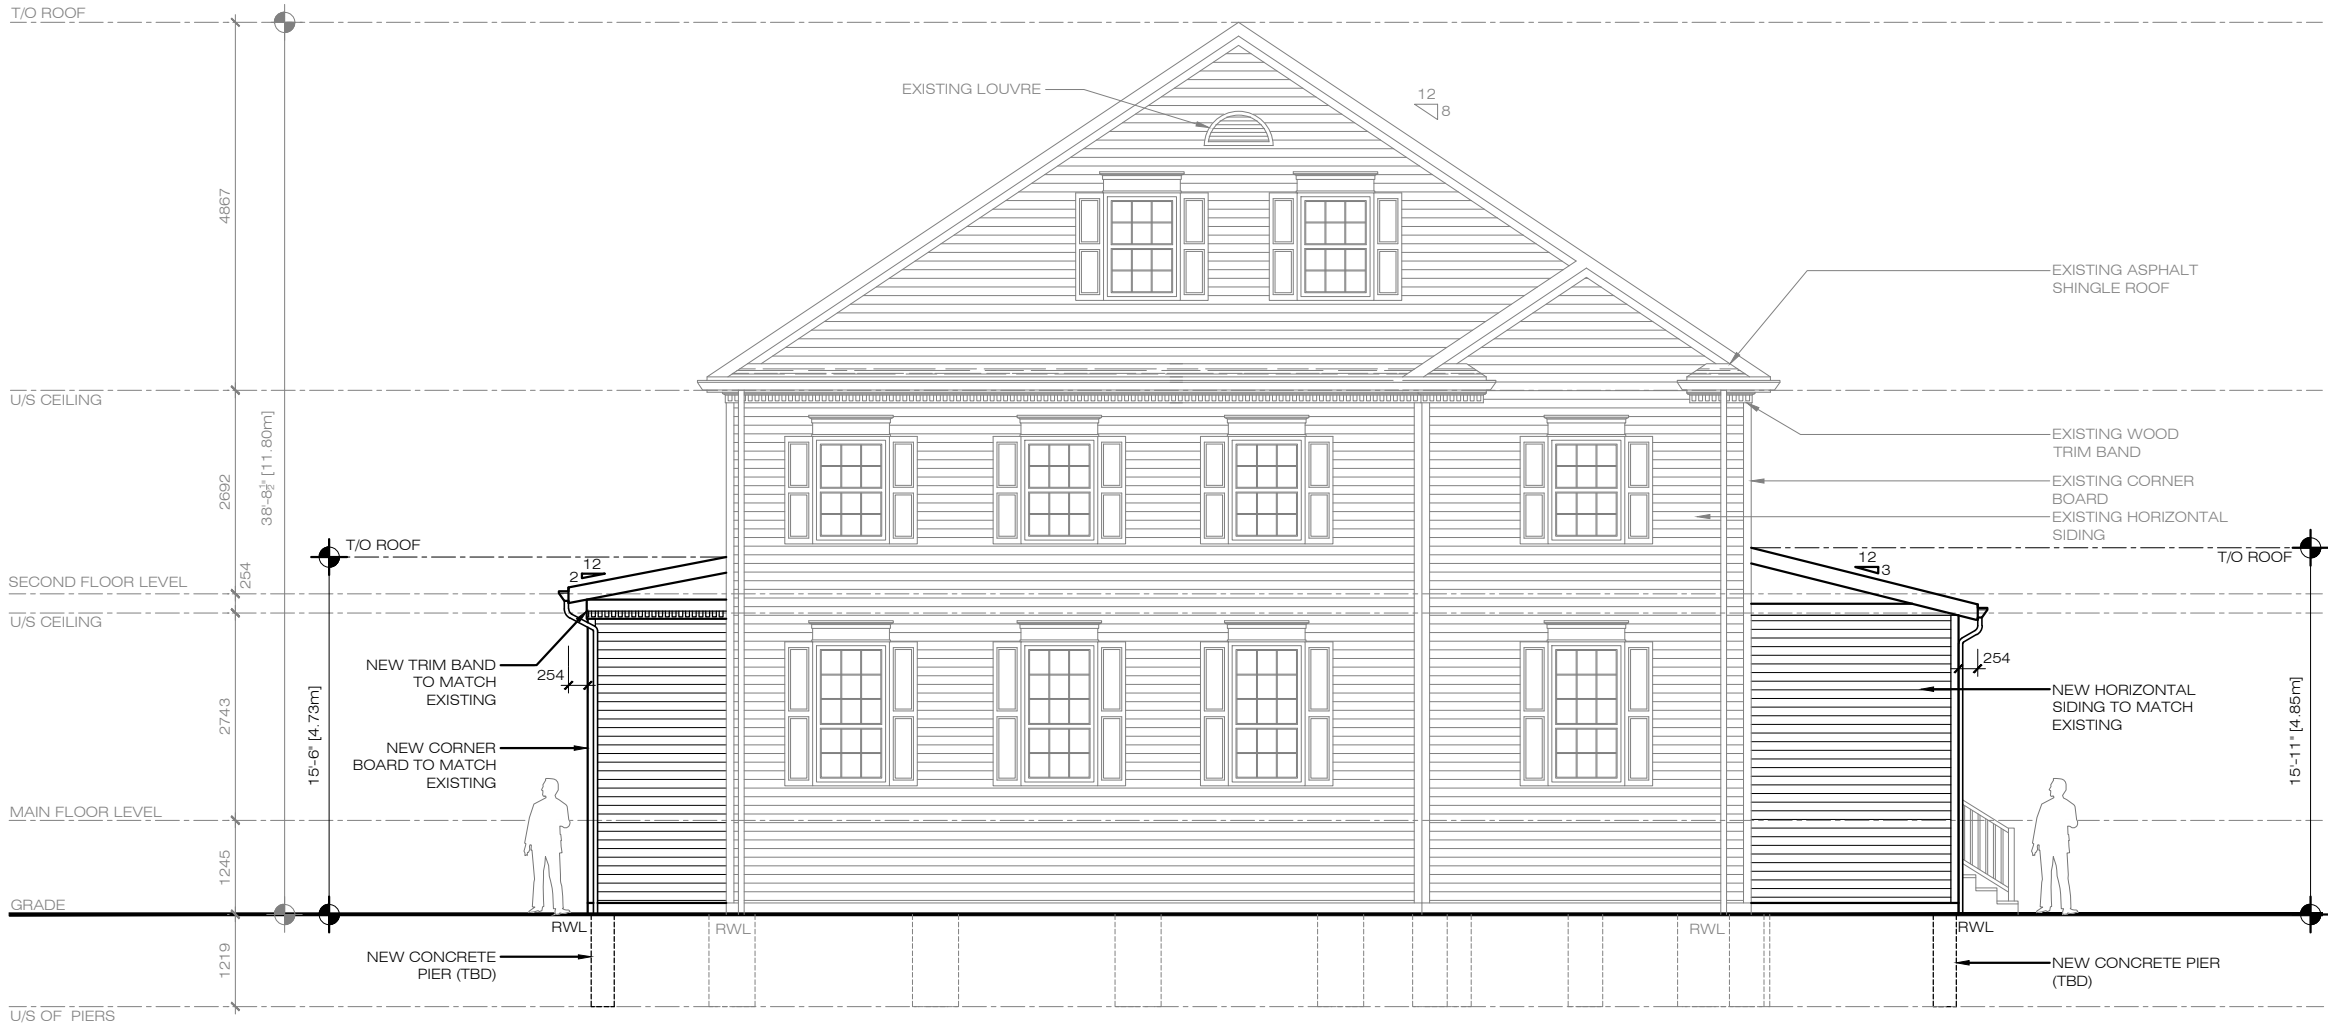 T/O ROOF
EXISTING LOUVRE
12
8
4867
EXISTING ASPHALT
SHINGLE ROOF
U/S CEILING
38'-8½" [11.80m]
2692
EXISTING WOOD
TRIM BAND
EXISTING CORNER
BOARD
EXISTING HORIZONTAL
SIDING
T/O ROOF
T/O ROOF
12
2
12
3
SECOND FLOOR LEVEL
254
U/S CEILING
NEW TRIM BAND
TO MATCH
EXISTING
254
254
15'-6" [4.73m]
2743
NEW HORIZONTAL
SIDING TO MATCH
EXISTING
15'-11" [4.85m]
NEW CORNER
BOARD TO MATCH
EXISTING
MAIN FLOOR LEVEL
1245
GRADE
RWL
RWL
RWL
RWL
1219
NEW CONCRETE
PIER (TBD)
NEW CONCRETE PIER
(TBD)
U/S OF PIERS